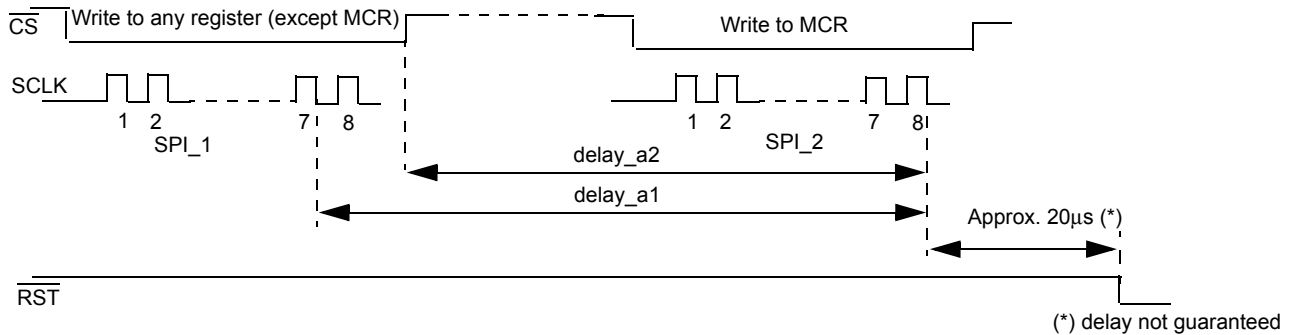 CS Write to any register (except MCR) Write to MCR
SCLK
1 2 7 8 1 2 7 8
SPI_1 SPI_2
delay_a2
delay_a1
Approx. 20μs (*)
RST
(*) delay not guaranteed